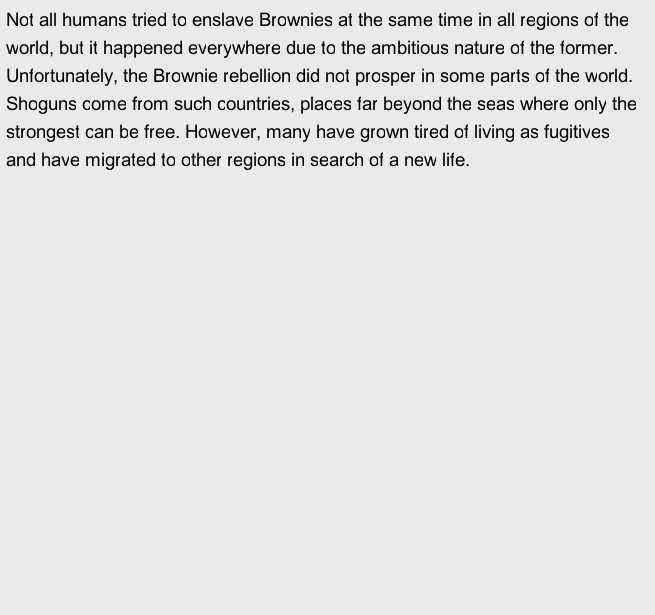 Not all humans tried to enslave Brownies at the same time in all regions of the
world, but it happened everywhere due to the ambitious nature of the former.
Unfortunately, the Brownie rebellion did not prosper in some parts of the world.
Shoguns come from such countries, places far beyond the seas where only the
strongest can be free. However, many have grown tired of living as fugitives
and have migrated to other regions in search of a new life.